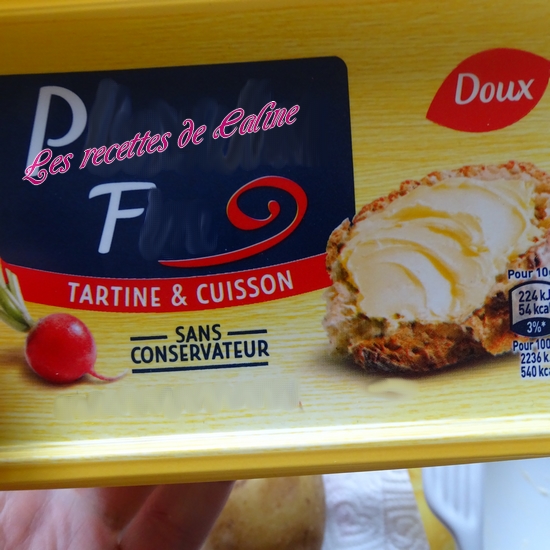 Doux
P
Les recettes de Caline
F
TARTINE & CUISSON
SANS
CONSERVATEUR
Pour 10
224 kJ
54 kcal
3%*
Pour 100
2236 k
540 kca